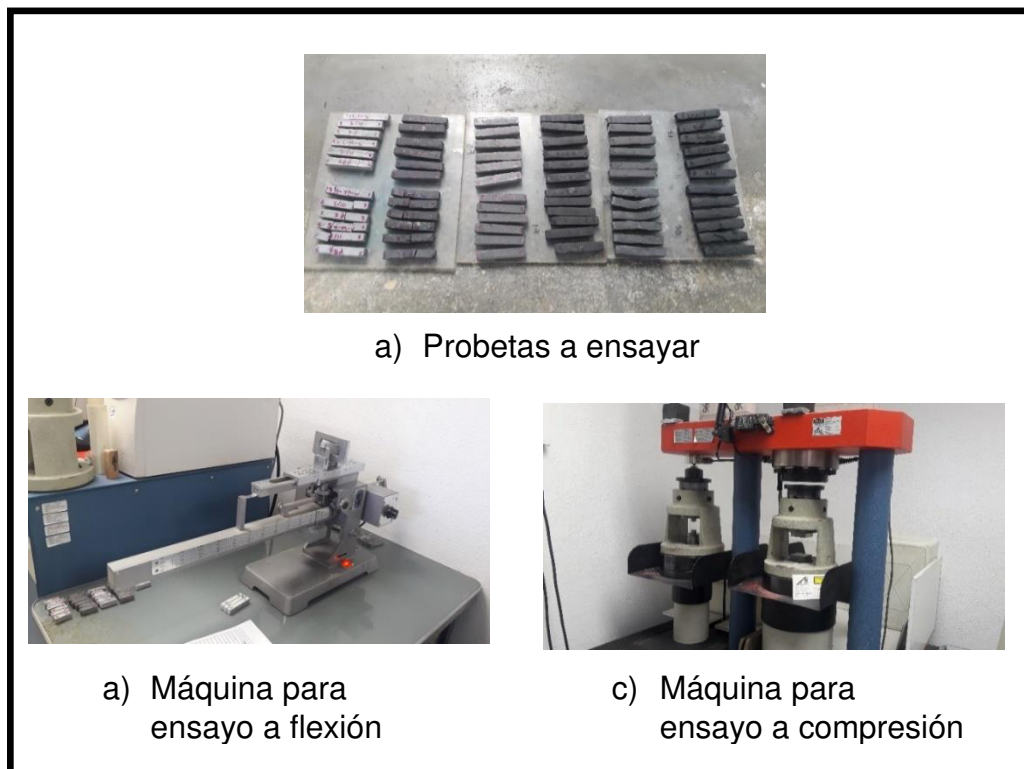 a) Probetas a ensayar
a) Máquina para
ensayo a flexión
c) Máquina para
ensayo a compresión